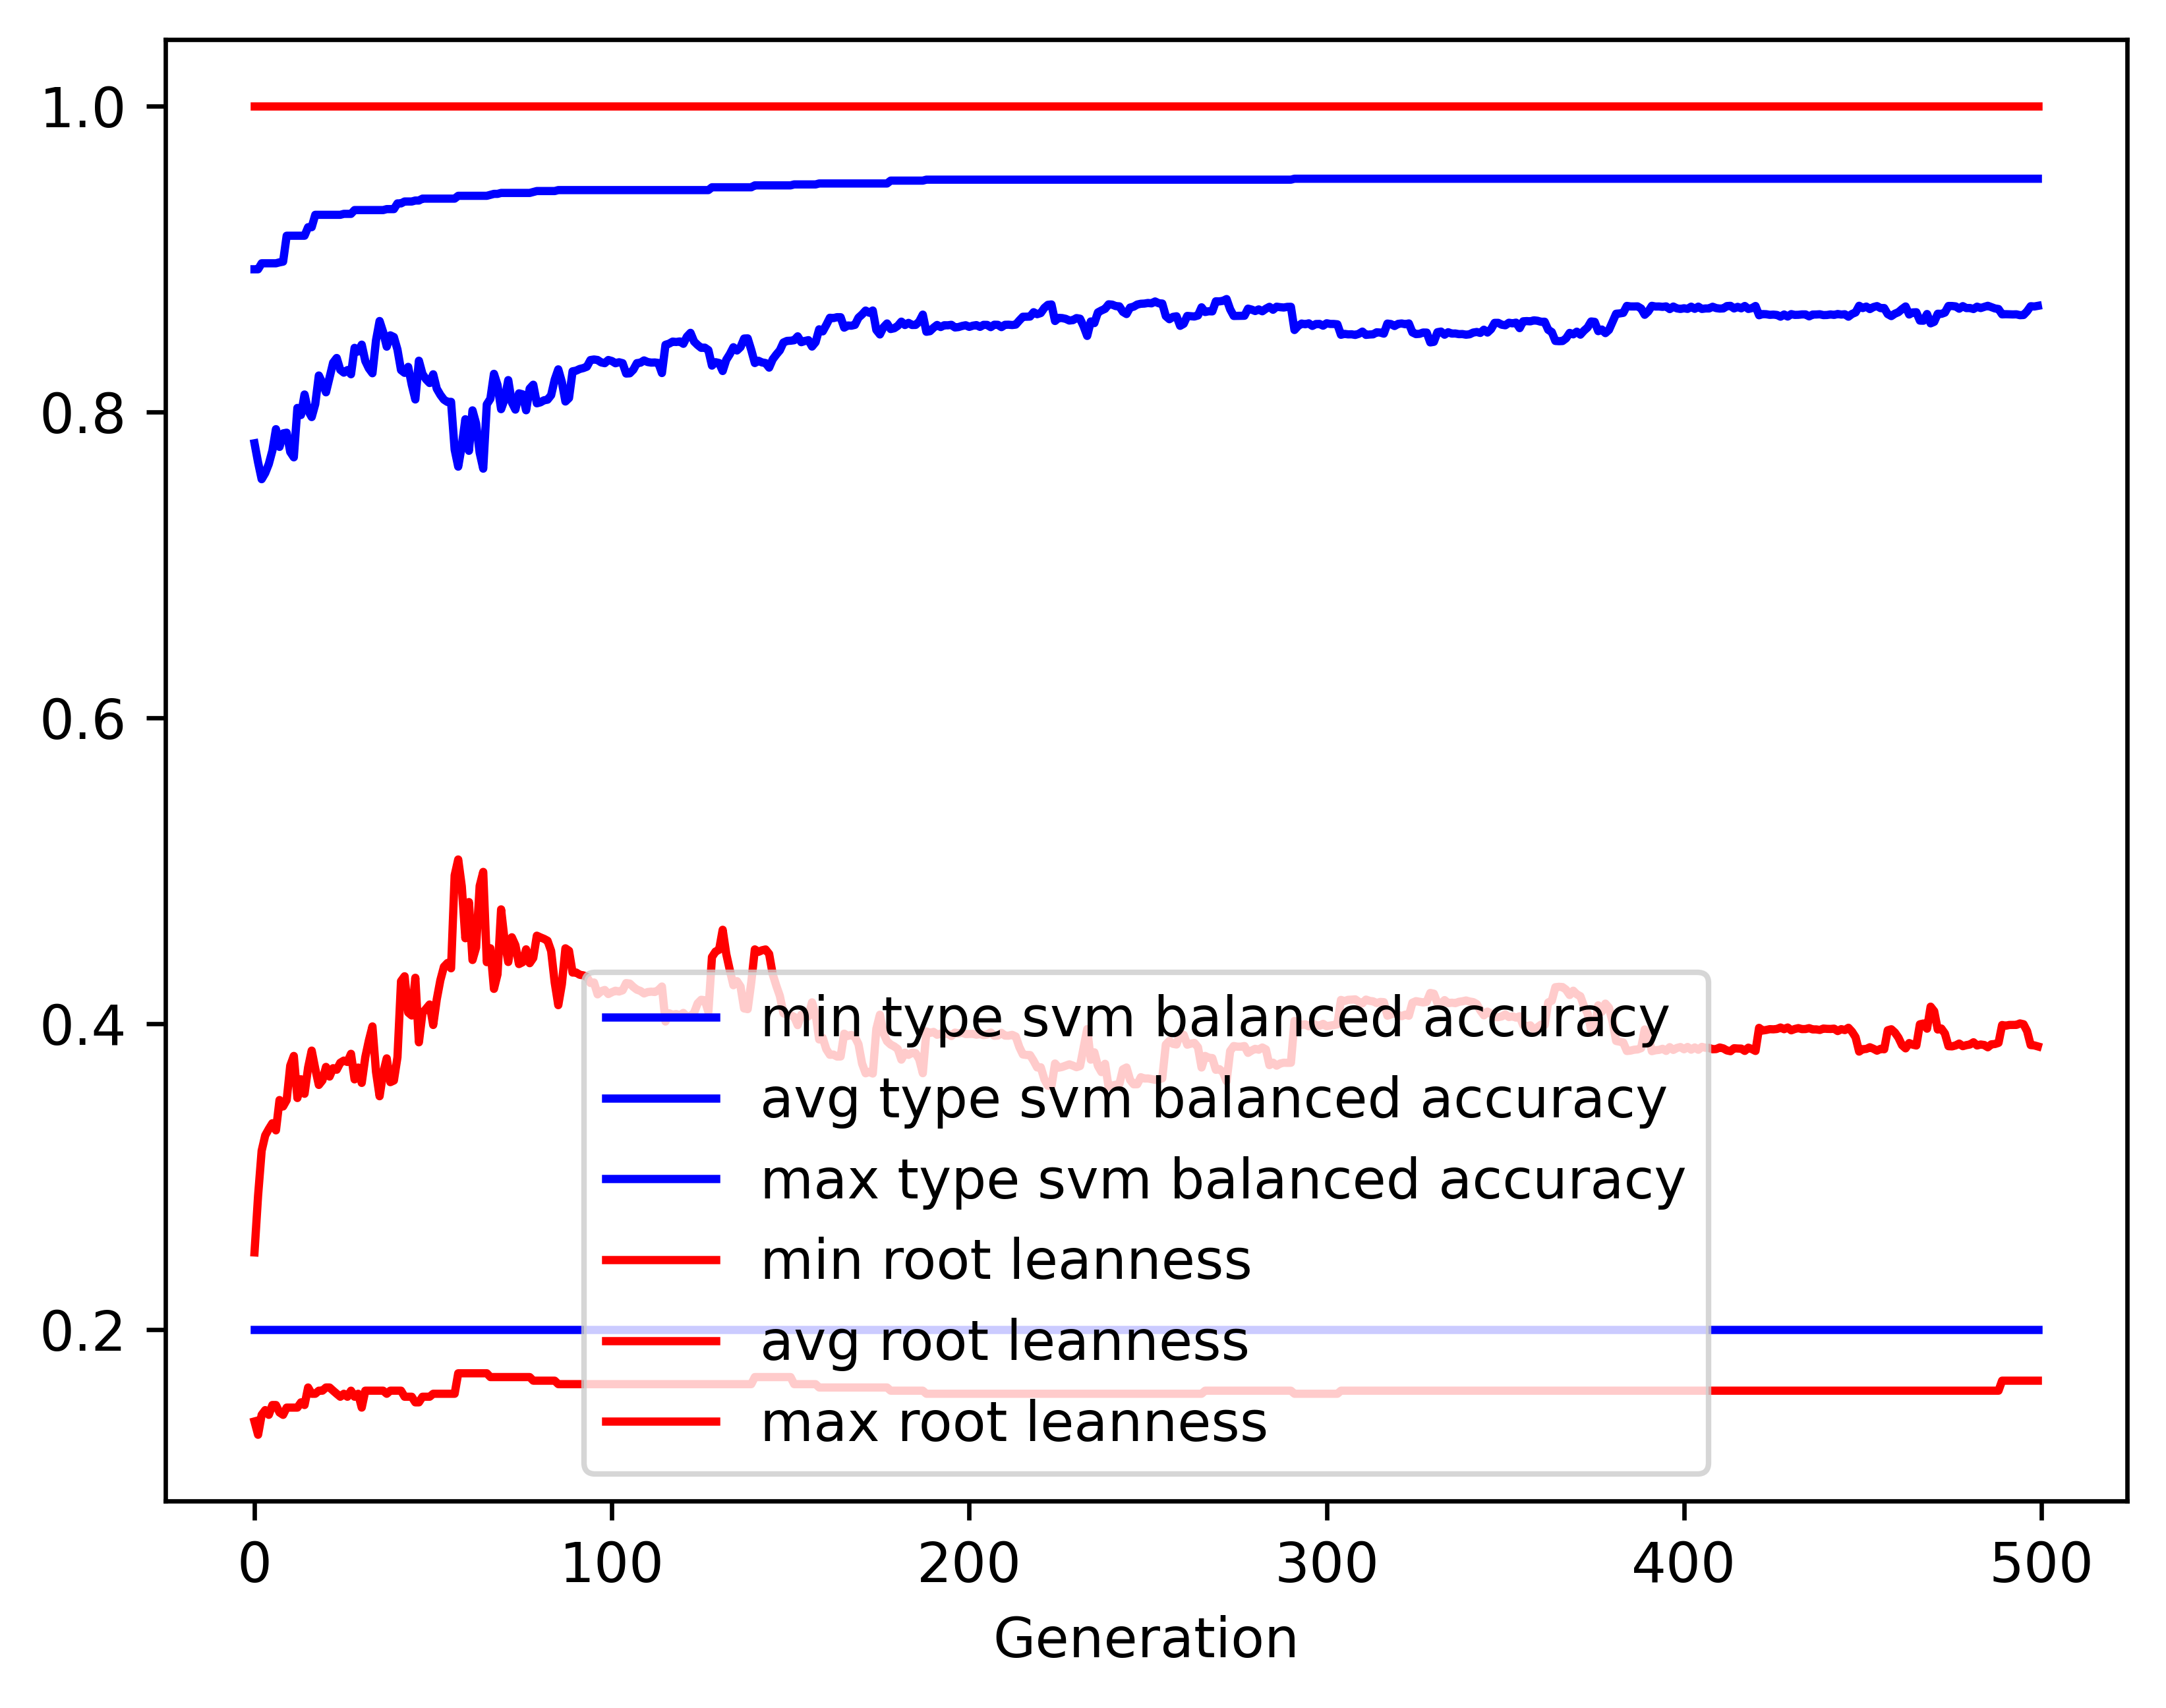 1.0
0.8
0.6
0.4
0.2
min type svm balanced accuracy
avg type svm balanced accuracy
max type svm balanced accuracy
min root leanness
avg root leanness
max root leanness
0 100 200 300 400 500
Generation